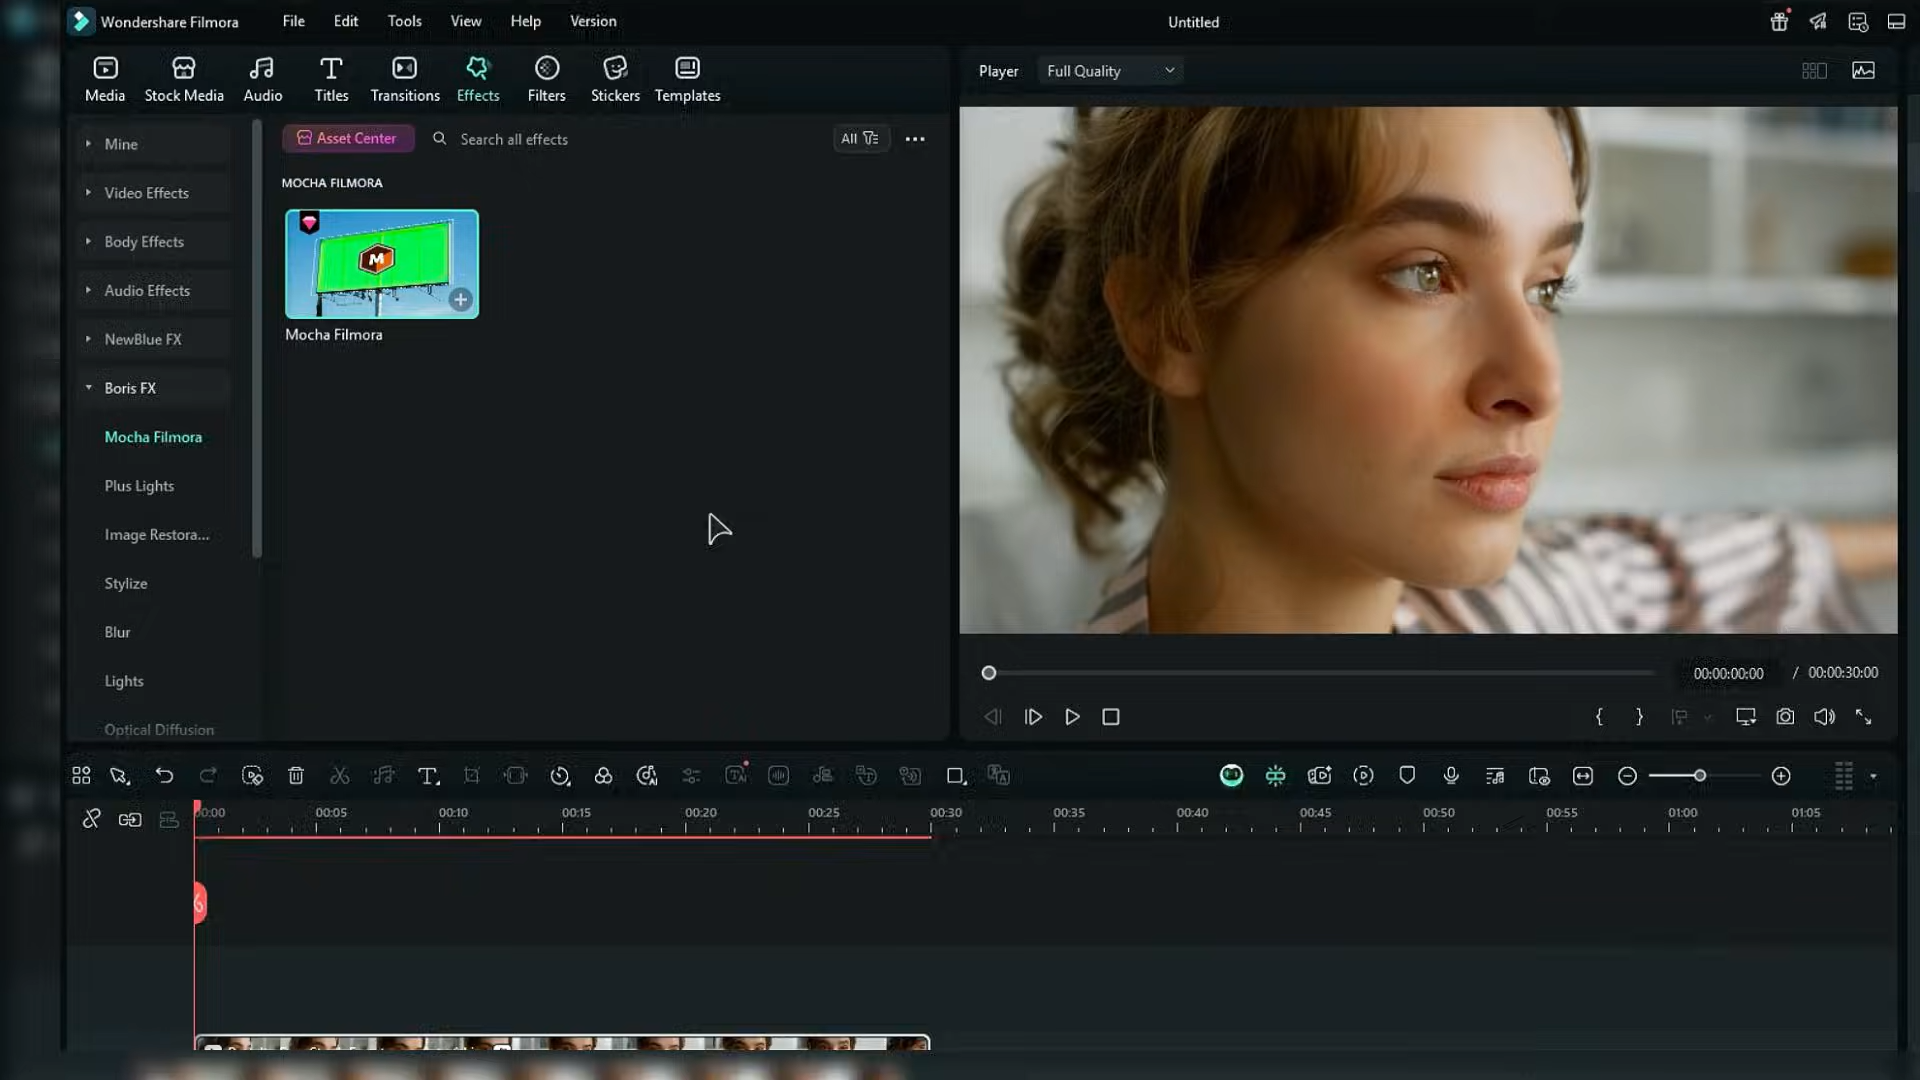 Wondershare Filmora File Edit Tools View Help Version Untitled
Media Stock Media Audio Titles Transitions Effects Filters Stickers Templates
Player Full Quality
Mine
Video Effects
Body Effects
Audio Effects
NewBlue FX
Boris FX
Mocha Filmora
Plus Lights
Image Restora...
Stylize
Blur
Lights
Optical Diffusion
Asset Center Search all effects All
MOCHA FILMORA
M
Mocha Filmora
00:00:00:00 / 00:00:30:00
00:00 00:05 00:10 00:15 00:20 00:25 00:30 00:35 00:40 00:45 00:50 00:55 01:00 01:05